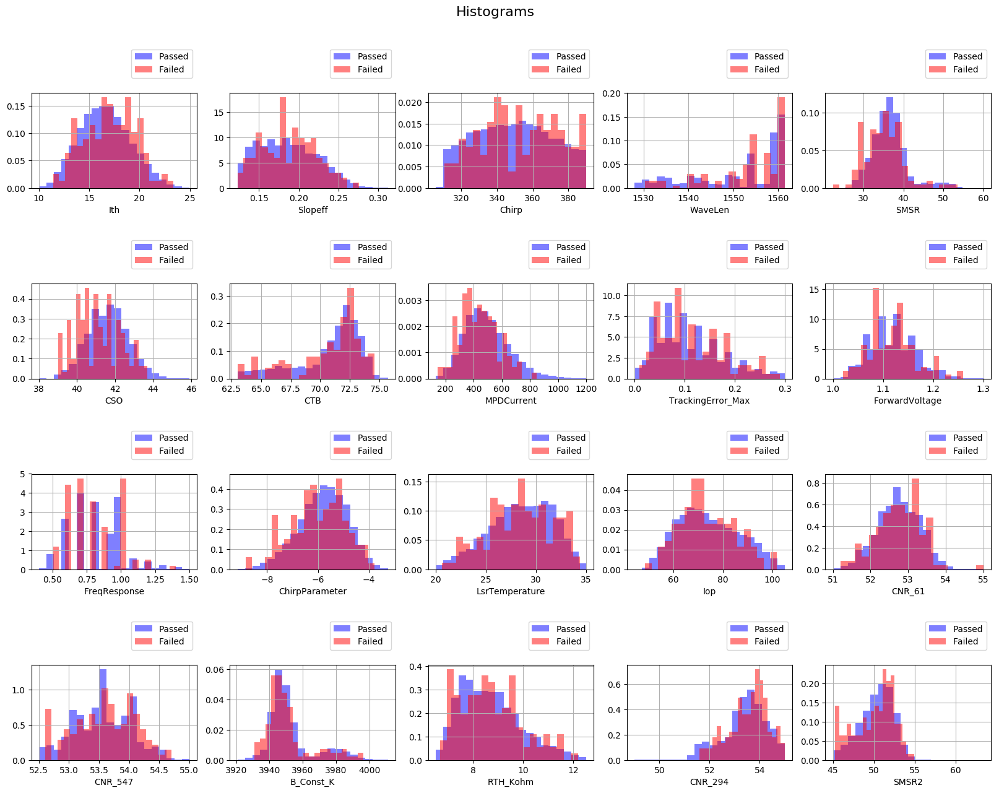 Histograms
Passed
Failed
Passed
Failed
Passed
Failed
Passed
Failed
Passed
Failed
0.15
0.10
0.05
0.00
10 15 20 25
Ith
15
10
5
0
0.15 0.20 0.25 0.30
Slopeff
0.020
0.015
0.010
0.005
0.000
320 340 360 380
Chirp
0.20
0.15
0.10
0.05
0.00
1530 1540 1550 1560
WaveLen
0.10
0.05
0.00
30 40 50 60
SMSR
Passed
Failed
Passed
Failed
Passed
Failed
Passed
Failed
Passed
Failed
0.4
0.3
0.2
0.1
0.0
38 40 42 44 46
CSO
0.3
0.2
0.1
0.0
62.5 65.0 67.5 70.0 72.5 75.0
CTB
0.003
0.002
0.001
0.000
200 400 600 800 1000 1200
MPDCurrent
10.0
7.5
5.0
2.5
0.0
0.0 0.1 0.2 0.3
TrackingError_Max
15
10
5
0
1.0 1.1 1.2 1.3
ForwardVoltage
Passed
Failed
Passed
Failed
Passed
Failed
Passed
Failed
Passed
Failed
5
4
3
2
1
0
0.50 0.75 1.00 1.25 1.50
FreqResponse
0.4
0.3
0.2
0.1
0.0
−8 −6 −4
ChirpParameter
0.15
0.10
0.05
0.00
20 25 30 35
LsrTemperature
0.04
0.03
0.02
0.01
0.00
60 80 100
Iop
0.8
0.6
0.4
0.2
0.0
51 52 53 54 55
CNR_61
Passed
Failed
Passed
Failed
Passed
Failed
Passed
Failed
Passed
Failed
1.0
0.5
0.0
52.5 53.0 53.5 54.0 54.5 55.0
CNR_547
0.06
0.04
0.02
0.00
3920 3940 3960 3980 4000
B_Const_K
0.4
0.3
0.2
0.1
0.0
8 10 12
RTH_Kohm
0.6
0.4
0.2
0.0
50 52 54
CNR_294
0.20
0.15
0.10
0.05
0.00
45 50 55 60
SMSR2